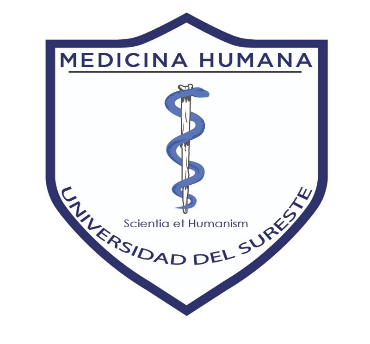 MEDICINA HUMANA
Scientia et Humanism
UNIVERSIDAD DEL SURESTE